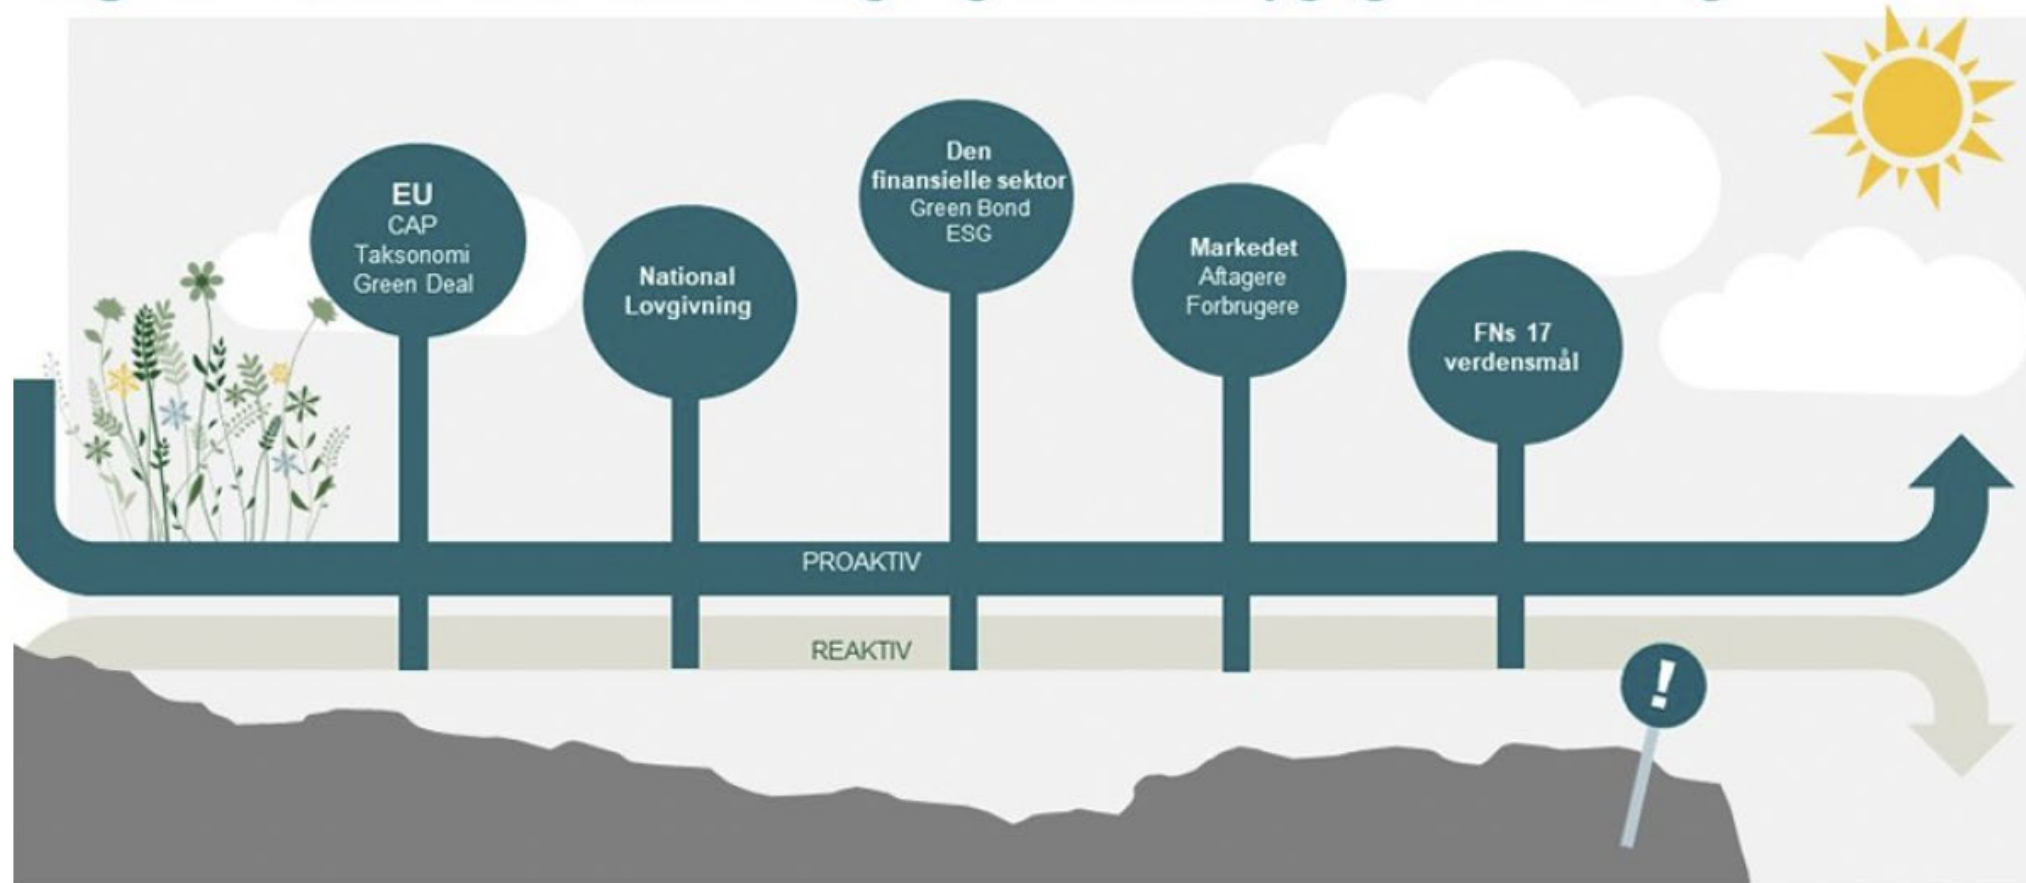 EU
CAP
Taksonomi
Green Deal
National
Lovgivning
Den
finansielle sektor
Green Bond
ESG
Markedet
Aftagere
Forbrugere
FNs 17
verdensmål
PROAKTIV
REAKTIV
!